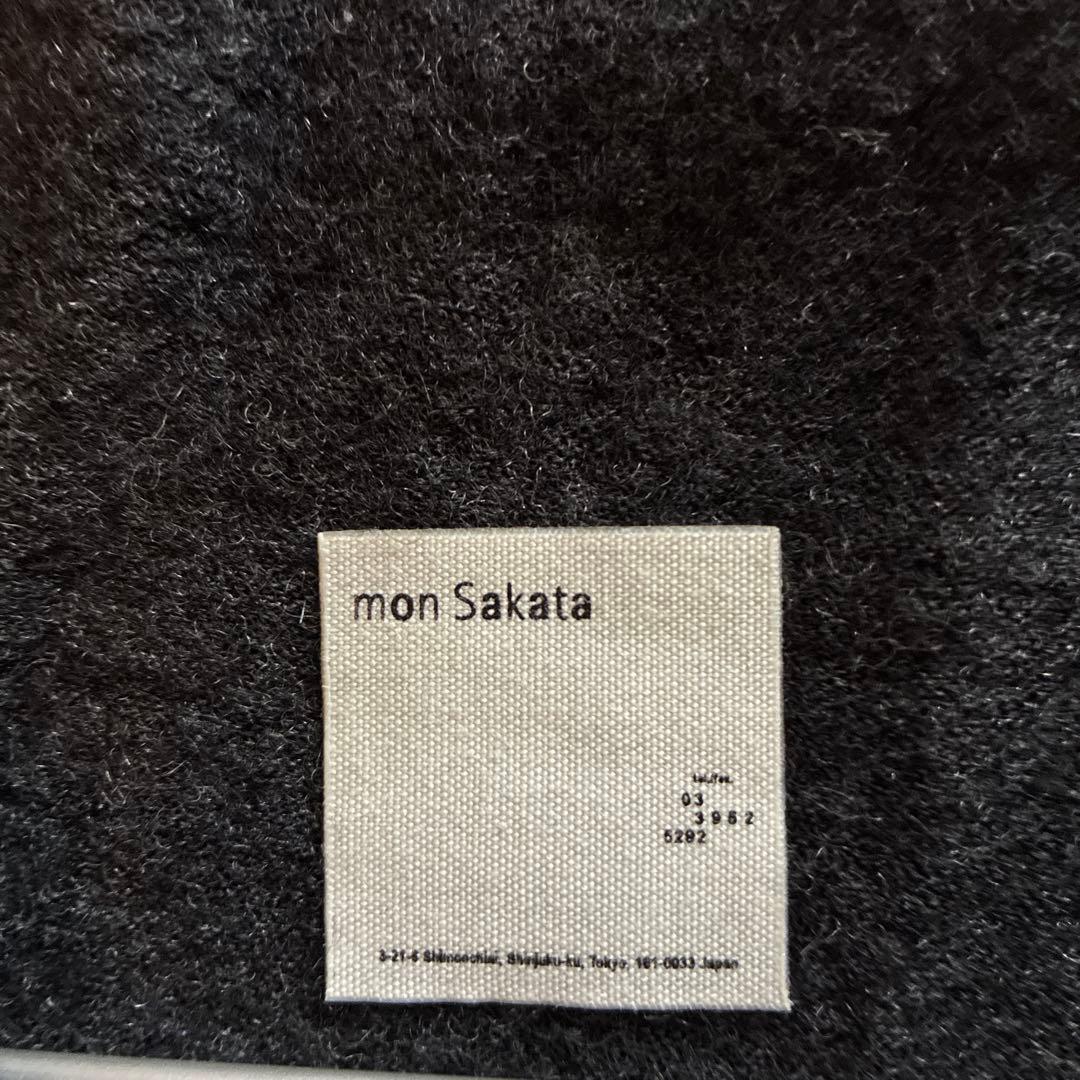 mon Sakata
tel./fax.
03
3952
5292
3-21-6 Shimoochiai, Shinjuku-ku, Tokyo, 161-0033 Japan